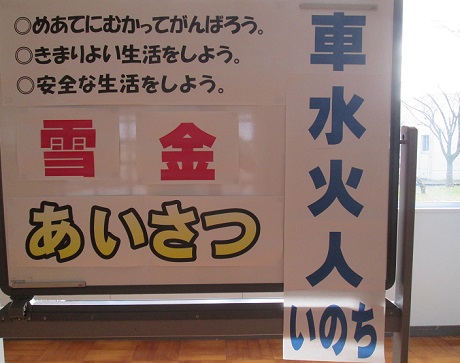 ○めあてにむかってがんばろう。
○きまりよい生活をしよう。
○安全な生活をしよう。
雪 金
あいさつ
車水火人いのち